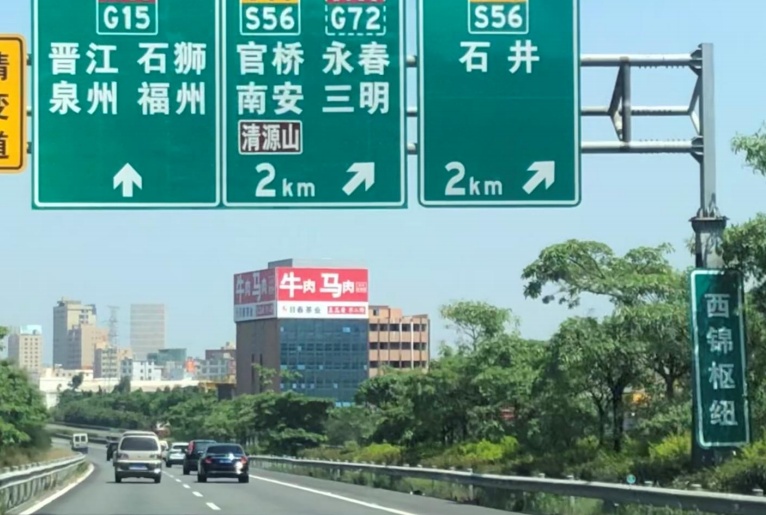 G15
晋江 石狮
泉州 福州
S56 G72
官桥 永春
南安 三明
清源山
2km
S56
石井
2km
牛肉 马肉
西锦枢纽